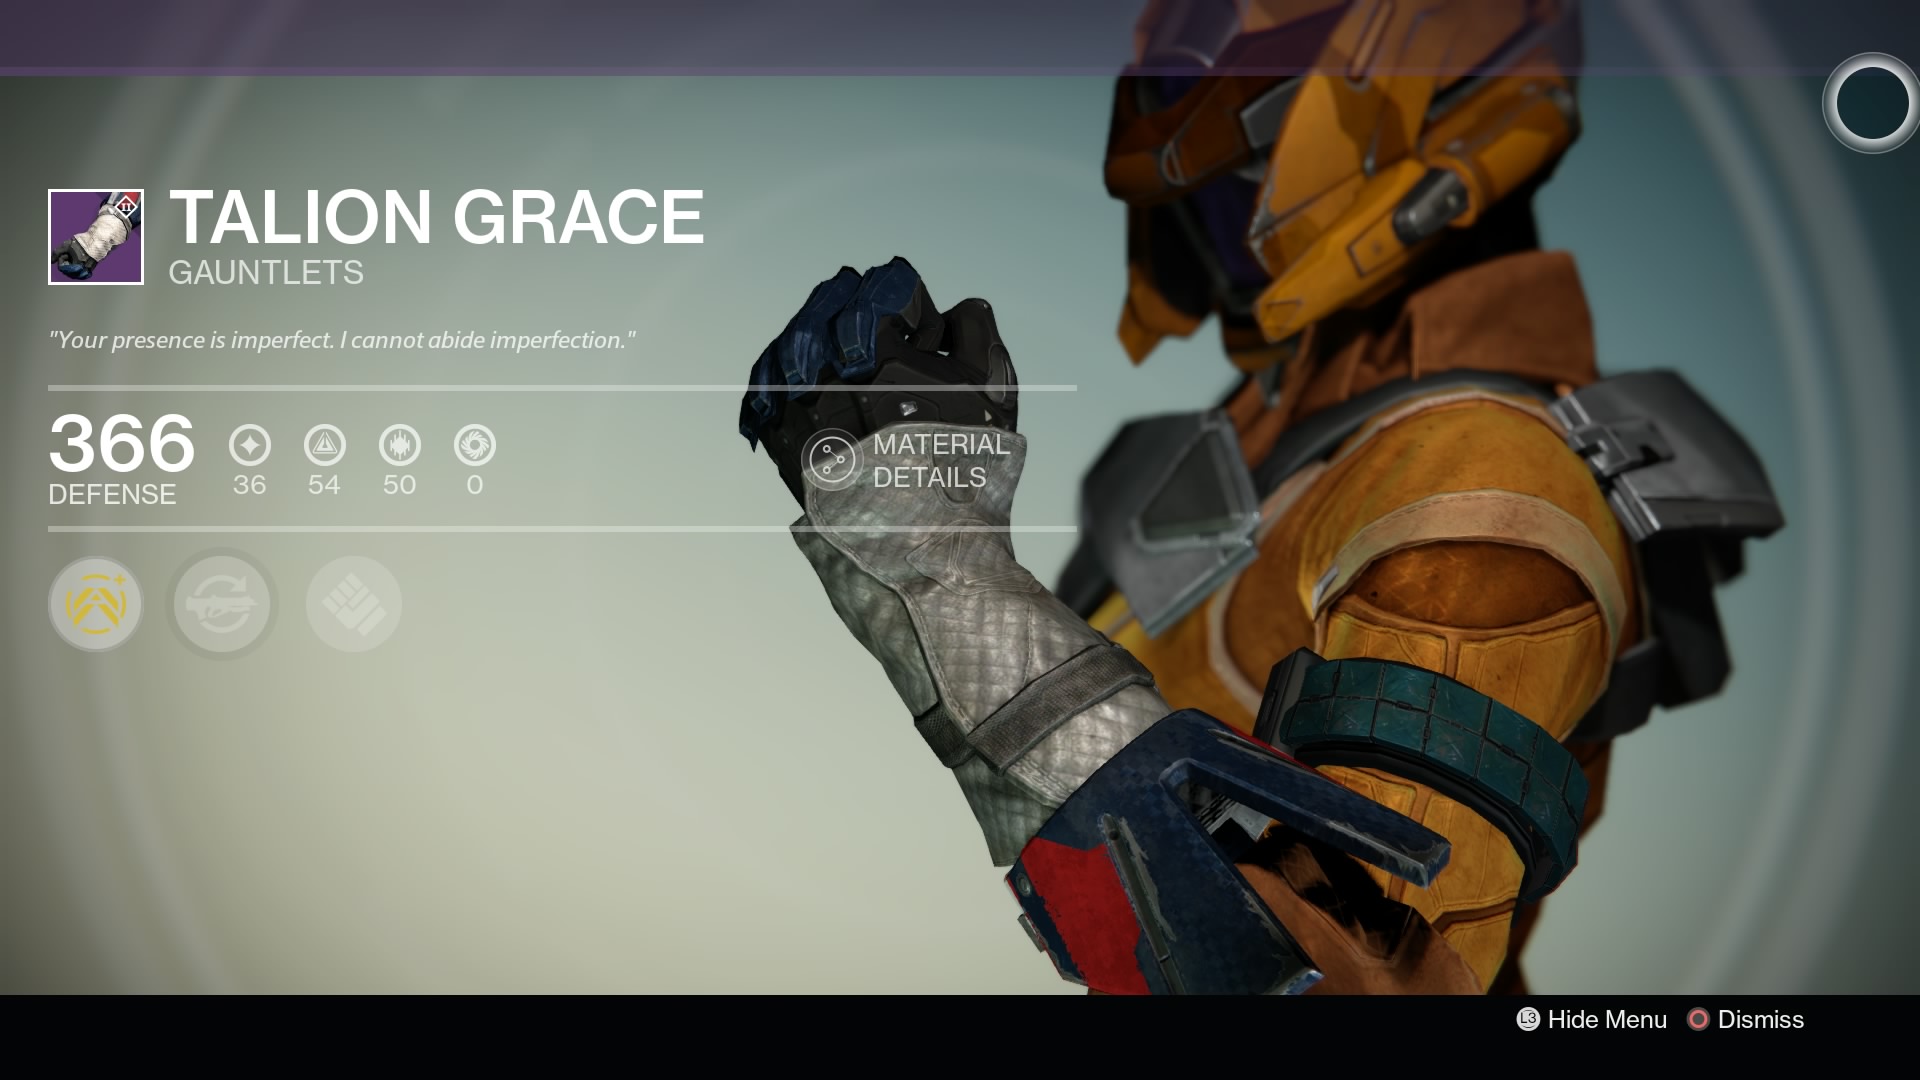 TALION GRACE
GAUNTLETS
"Your presence is imperfect. I cannot abide imperfection."
366
DEFENSE
36 54 50 0
MATERIAL
DETAILS
L3 Hide Menu Dismiss